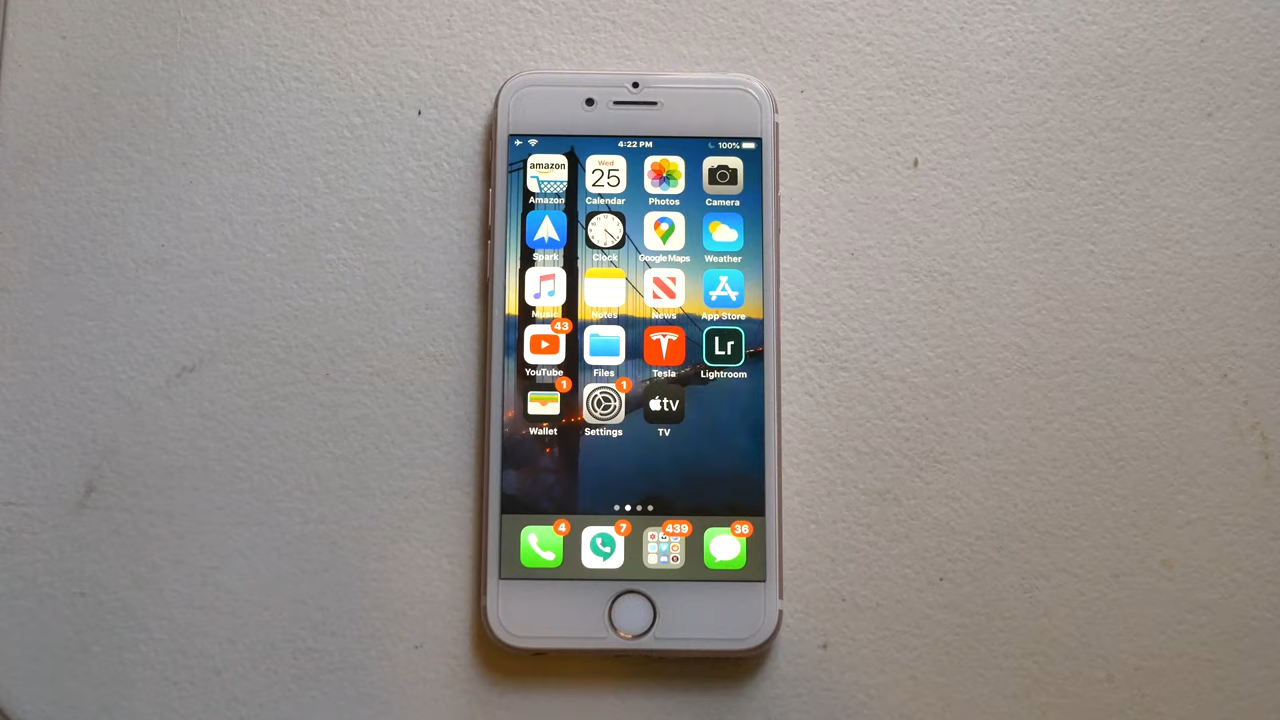 4:22 PM 100%
amazon Wed 25
Amazon Calendar Photos Camera
Spark Clock Google Maps Weather
Music Notes News App Store
43 Lr
YouTube Files Tesla Lightroom
1 1 tv
Wallet Settings TV
4 7 439 36